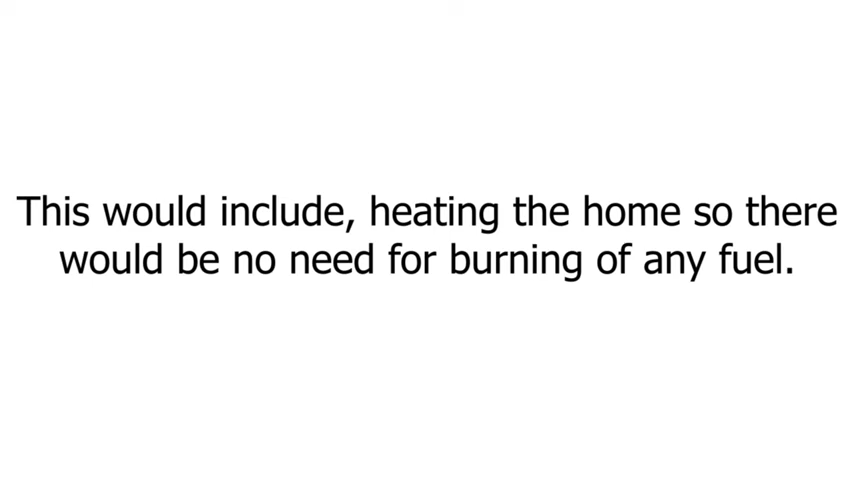 This would include, heating the home so there
would be no need for burning of any fuel.